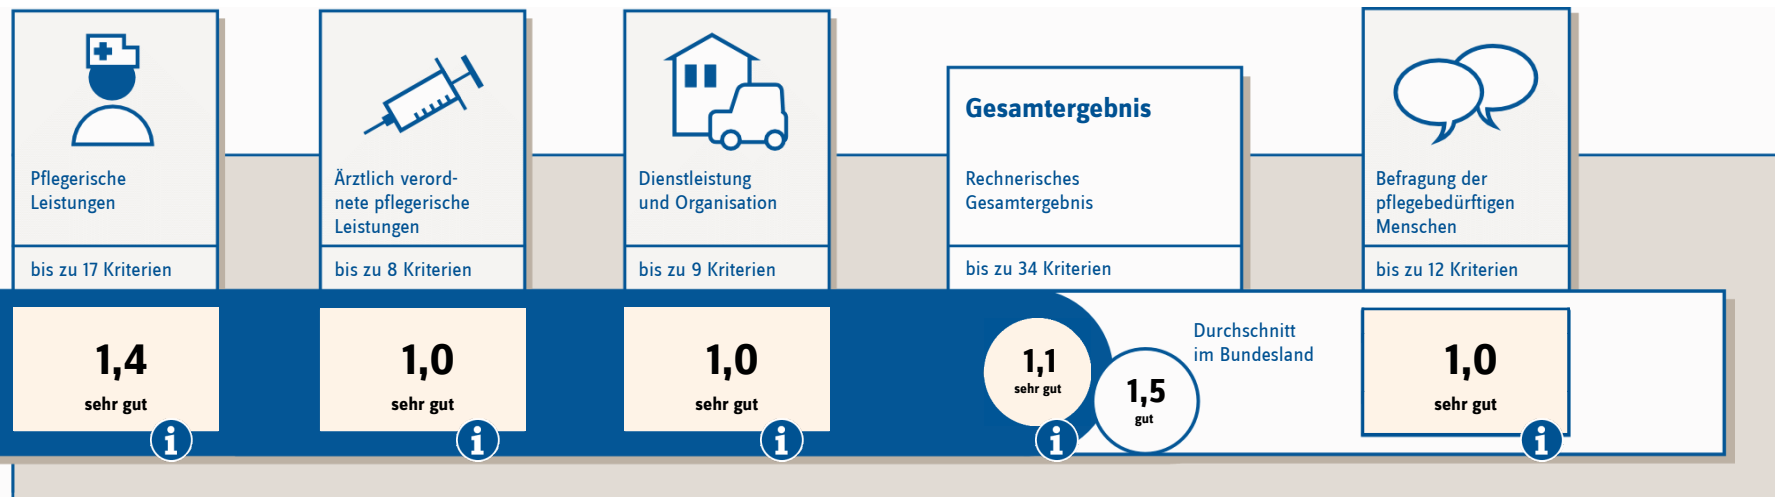 Pflegerische
Leistungen
bis zu 17 Kriterien
1,4
sehr gut
i
Ärztlich verord-
nete pflegerische
Leistungen
bis zu 8 Kriterien
1,0
sehr gut
i
Dienstleistung
und Organisation
bis zu 9 Kriterien
1,0
sehr gut
i
Gesamtergebnis
Rechnerisches
Gesamtergebnis
bis zu 34 Kriterien
1,1
sehr gut
i
1,5
gut
Durchschnitt
im Bundesland
Befragung der
pflegebedürftigen
Menschen
bis zu 12 Kriterien
1,0
sehr gut
i